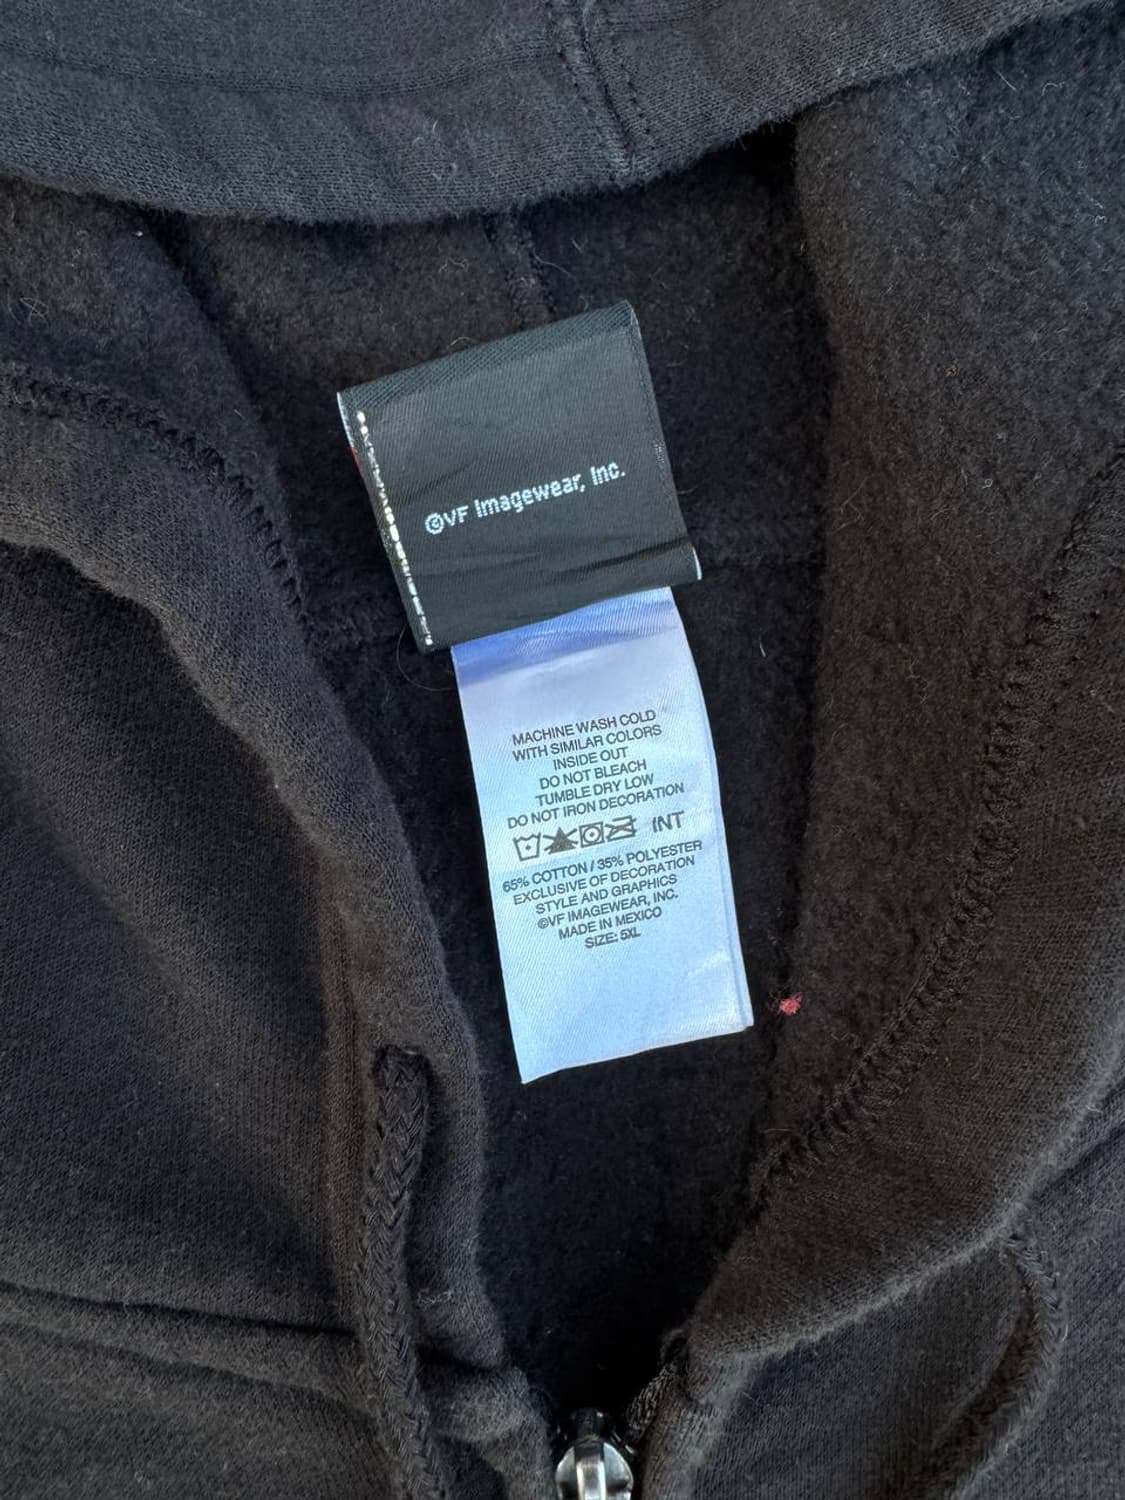 ©VF Imagewear, Inc.
MACHINE WASH COLD
WITH SIMILAR COLORS
INSIDE OUT
DO NOT BLEACH
TUMBLE DRY LOW
DO NOT IRON DECORATION
INT
65% COTTON / 35% POLYESTER
EXCLUSIVE OF DECORATION
STYLE AND GRAPHICS
©VF IMAGEWEAR, INC.
MADE IN MEXICO
SIZE: 5XL